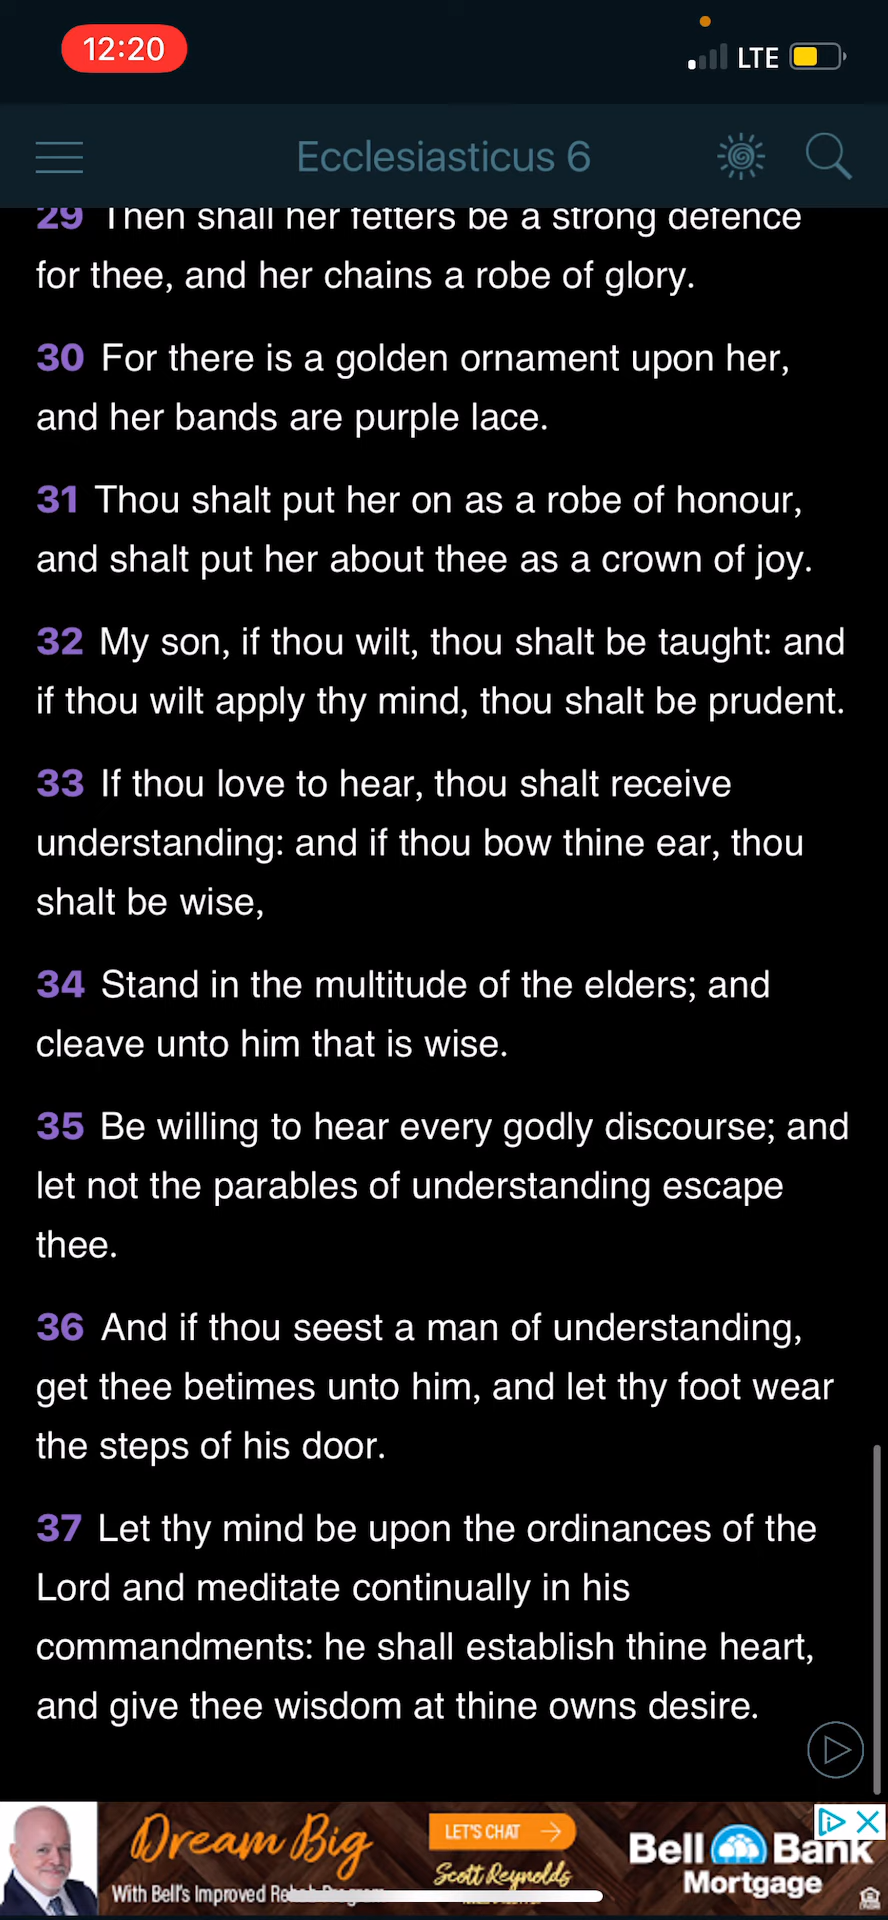 12:20
LTE
Ecclesiasticus 6
29 Then shall her fetters be a strong defence
for thee, and her chains a robe of glory.
30 For there is a golden ornament upon her,
and her bands are purple lace.
31 Thou shalt put her on as a robe of honour,
and shalt put her about thee as a crown of joy.
32 My son, if thou wilt, thou shalt be taught: and
if thou wilt apply thy mind, thou shalt be prudent.
33 If thou love to hear, thou shalt receive
understanding: and if thou bow thine ear, thou
shalt be wise,
34 Stand in the multitude of the elders; and
cleave unto him that is wise.
35 Be willing to hear every godly discourse; and
let not the parables of understanding escape
thee.
36 And if thou seest a man of understanding,
get thee betimes unto him, and let thy foot wear
the steps of his door.
37 Let thy mind be upon the ordinances of the
Lord and meditate continually in his
commandments: he shall establish thine heart,
and give thee wisdom at thine owns desire.
Dream Big
With Bell's Improved
LET'S CHAT
Scott Reynolds
Bell Bank
Mortgage